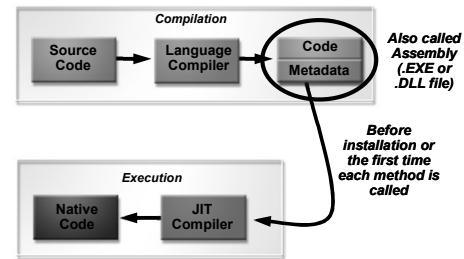 Compilation
Source
Code
Language
Compiler
Code
Metadata
Also called
Assembly
(.EXE or
.DLL file)
Before
installation or
the first time
each method is
called
Execution
Native
Code
JIT
Compiler